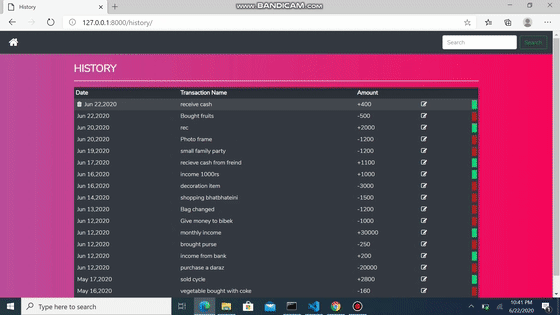 www.BANDICAM.com
History
127.0.0.1:8000/history/
Search Search
HISTORY
Date Transaction Name Amount
Jun 22,2020 receive cash +400
Jun 22,2020 Bought fruits -500
Jun 20,2020 rec +2000
Jun 20,2020 Photo frame -1200
Jun 19,2020 small family party -1200
Jun 17,2020 recieve cash from freind +1100
Jun 16,2020 income 1000rs +1000
Jun 16,2020 decoration item -3000
Jun 14,2020 shopping bhatbhateini -1500
Jun 13,2020 Bag changed -1200
Jun 12,2020 Give money to bibek -1000
Jun 12,2020 monthly income +30000
Jun 12,2020 brought purse -250
Jun 12,2020 income from bank +200
Jun 12,2020 purchase a daraz -20000
May 17,2020 sold cycle +2800
May 16,2020 vegetable bought with coke -160
Type here to search
10:41 PM
6/22/2020